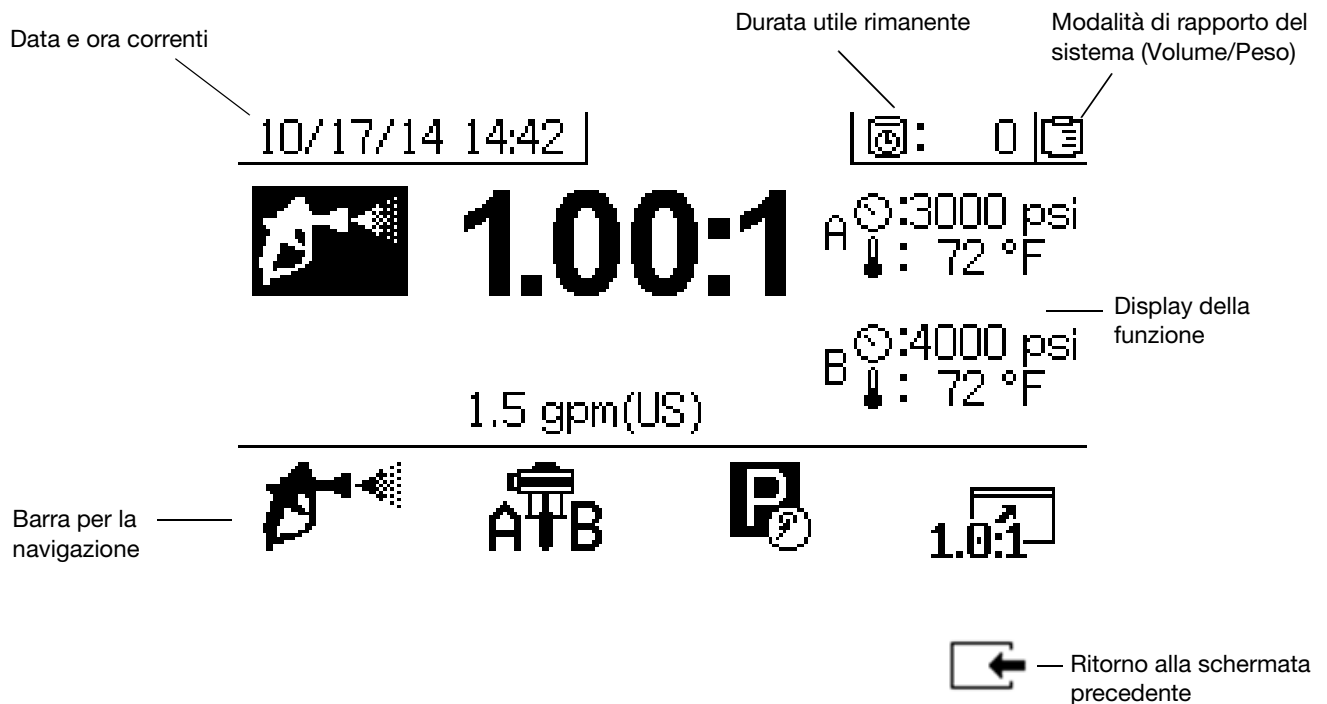 Data e ora correnti
Durata utile rimanente
Modalità di rapporto del
sistema (Volume/Peso)
10/17/14 14:42
: 0
1.00:1
A :3000 psi
: 72 °F
B :4000 psi
: 72 °F
Display della
funzione
1.5 gpm(US)
Barra per la
navigazione
A B
P
1.0:1
Ritorno alla schermata
precedente